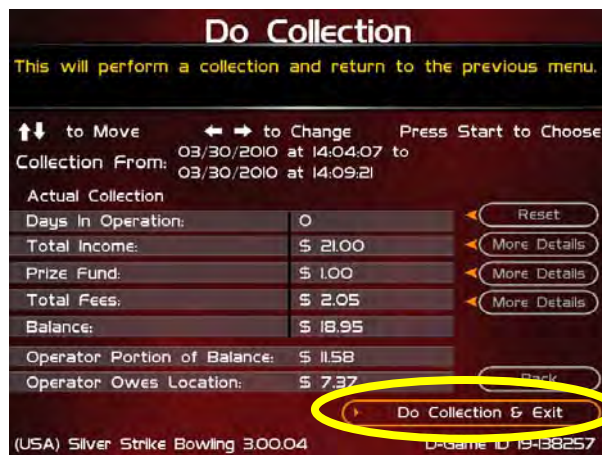 Do Collection
This will perform a collection and return to the previous menu.
to Move to Change Press Start to Choose
Collection From: 03/30/2010 at 14:04:07 to
03/30/2010 at 14:09:21
Actual Collection
Days In Operation: 0 Reset
Total Income: $ 21.00 More Details
Prize Fund: $ 1.00 More Details
Total Fees: $ 2.05 More Details
Balance: $ 18.95
Operator Portion of Balance: $ 11.58
Operator Owes Location: $ 7.37 Back
Do Collection & Exit
(USA) Silver Strike Bowling 3.00.04 D-Game ID 19-138257